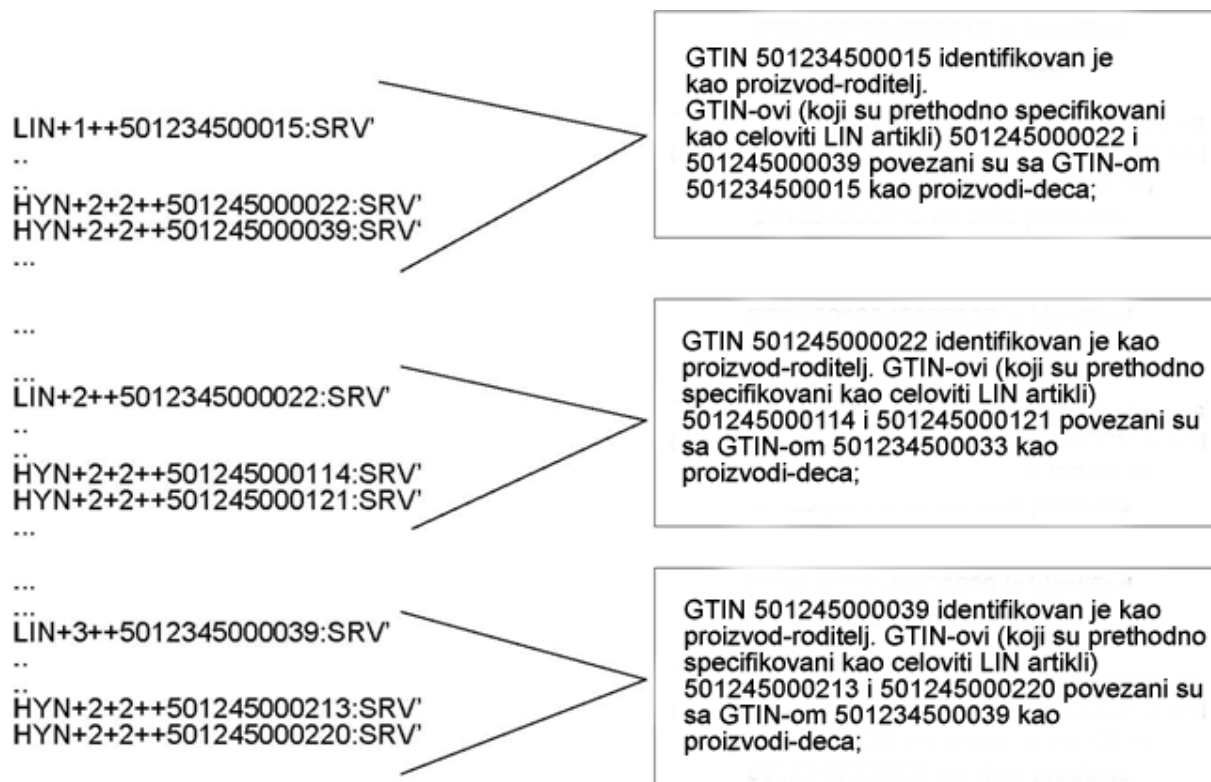 LIN+1++501234500015:SRV'
..
..
HYN+2+2++501245000022:SRV'
HYN+2+2++501245000039:SRV'
...
GTIN 501234500015 identifikovan je
kao proizvod-roditelj.
GTIN-ovi (koji su prethodno specifikovani
kao celoviti LIN artikli) 501245000022 i
501245000039 povezani su sa GTIN-om
501234500015 kao proizvodi-deca;
...
...
LIN+2++5012345000022:SRV'
..
..
HYN+2+2++501245000114:SRV'
HYN+2+2++501245000121:SRV'
...
GTIN 501245000022 identifikovan je kao
proizvod-roditelj. GTIN-ovi (koji su prethodno
specifikovani kao celoviti LIN artikli)
501245000114 i 501245000121 povezani su
sa GTIN-om 501234500033 kao
proizvodi-deca;
...
...
LIN+3++5012345000039:SRV'
..
..
HYN+2+2++501245000213:SRV'
HYN+2+2++501245000220:SRV'
GTIN 501245000039 identifikovan je kao
proizvod-roditelj. GTIN-ovi (koji su prethodno
specifikovani kao celoviti LIN artikli)
501245000213 i 501245000220 povezani su
sa GTIN-om 501234500039 kao
proizvodi-deca;